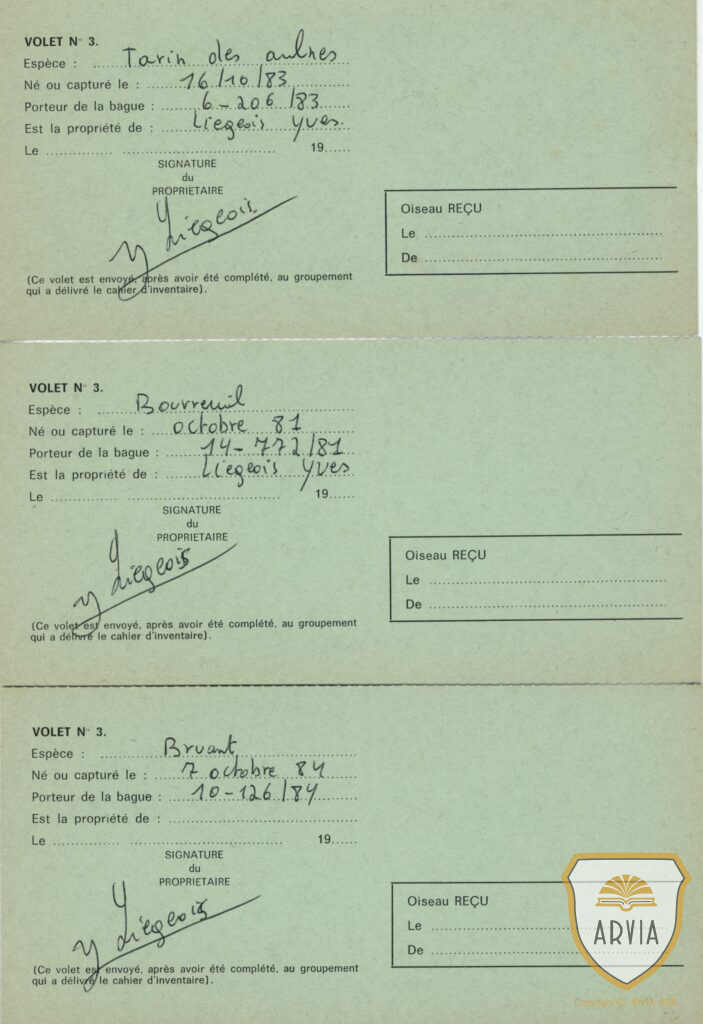 VOLET N° 3.
Espèce : Tarin des aulnes
Né ou capturé le : 16/10/83
Porteur de la bague : 6-206/83
Est la propriété de : Liegeois Yves.
Le .......... .......... 19......
SIGNATURE
du
PROPRIETAIRE
Y Liegeois
(Ce volet est envoyé, après avoir été complété, au groupement
qui a délivré le cahier d'inventaire).
Oiseau REÇU
Le
De
VOLET N° 3.
Espèce : Bouvreuil
Né ou capturé le : octobre 81
Porteur de la bague : 14-772/81
Est la propriété de : Liegeois Yves
Le .......... .......... 19......
SIGNATURE
du
PROPRIETAIRE
Y Liegeois
(Ce volet est envoyé, après avoir été complété, au groupement
qui a délivré le cahier d'inventaire).
Oiseau REÇU
Le
De
VOLET N° 3.
Espèce : Bruant
Né ou capturé le : 7 octobre 84
Porteur de la bague : 10-126/84
Est la propriété de :
Le .......... .......... 19......
SIGNATURE
du
PROPRIETAIRE
Y Liegeois
(Ce volet est envoyé, après avoir été complété, au groupement
qui a délivré le cahier d'inventaire).
Oiseau REÇU
Le
De
ARVIA
Copyright © ARVIA